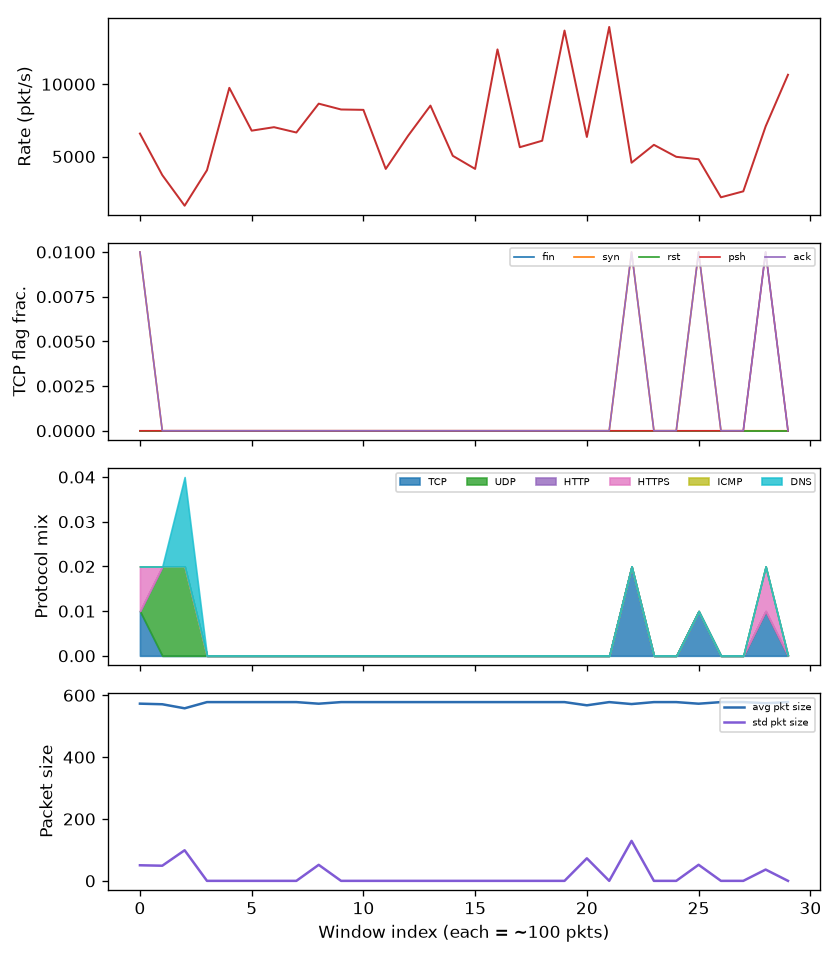 Rate (pkt/s)
10000
5000
TCP flag frac.
0.0100
0.0075
0.0050
0.0025
0.0000
fin syn rst psh ack
Protocol mix
0.04
0.03
0.02
0.01
0.00
TCP UDP HTTP HTTPS ICMP DNS
Packet size
600
400
200
0
avg pkt size
std pkt size
0 5 10 15 20 25 30
Window index (each = ~100 pkts)